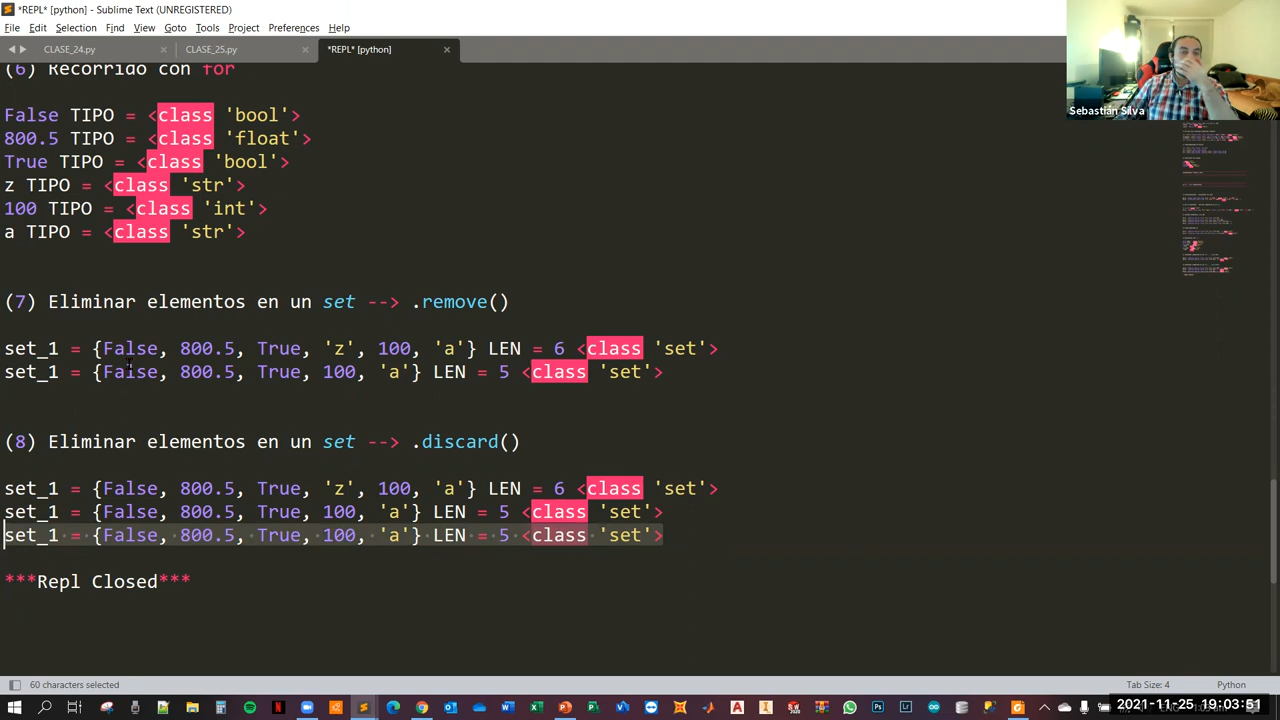 *REPL* [python] - Sublime Text (UNREGISTERED)
File Edit Selection Find View Goto Tools Project Preferences Help
CLASE_24.py × CLASE_25.py × *REPL* [python] ×
Sebastián Silva
(6) Recorrido con for
False TIPO = <class 'bool'>
800.5 TIPO = <class 'float'>
True TIPO = <class 'bool'>
z TIPO = <class 'str'>
100 TIPO = <class 'int'>
a TIPO = <class 'str'>
(7) Eliminar elementos en un set --> .remove()
set_1 = {False, 800.5, True, 'z', 100, 'a'} LEN = 6 <class 'set'>
set_1 = {False, 800.5, True, 100, 'a'} LEN = 5 <class 'set'>
(8) Eliminar elementos en un set --> .discard()
set_1 = {False, 800.5, True, 'z', 100, 'a'} LEN = 6 <class 'set'>
set_1 = {False, 800.5, True, 100, 'a'} LEN = 5 <class 'set'>
set_1 = {False, 800.5, True, 100, 'a'} LEN = 5 <class 'set'>
***Repl Closed***
60 characters selected Tab Size: 4 Python
2021-11-25 19:03:51